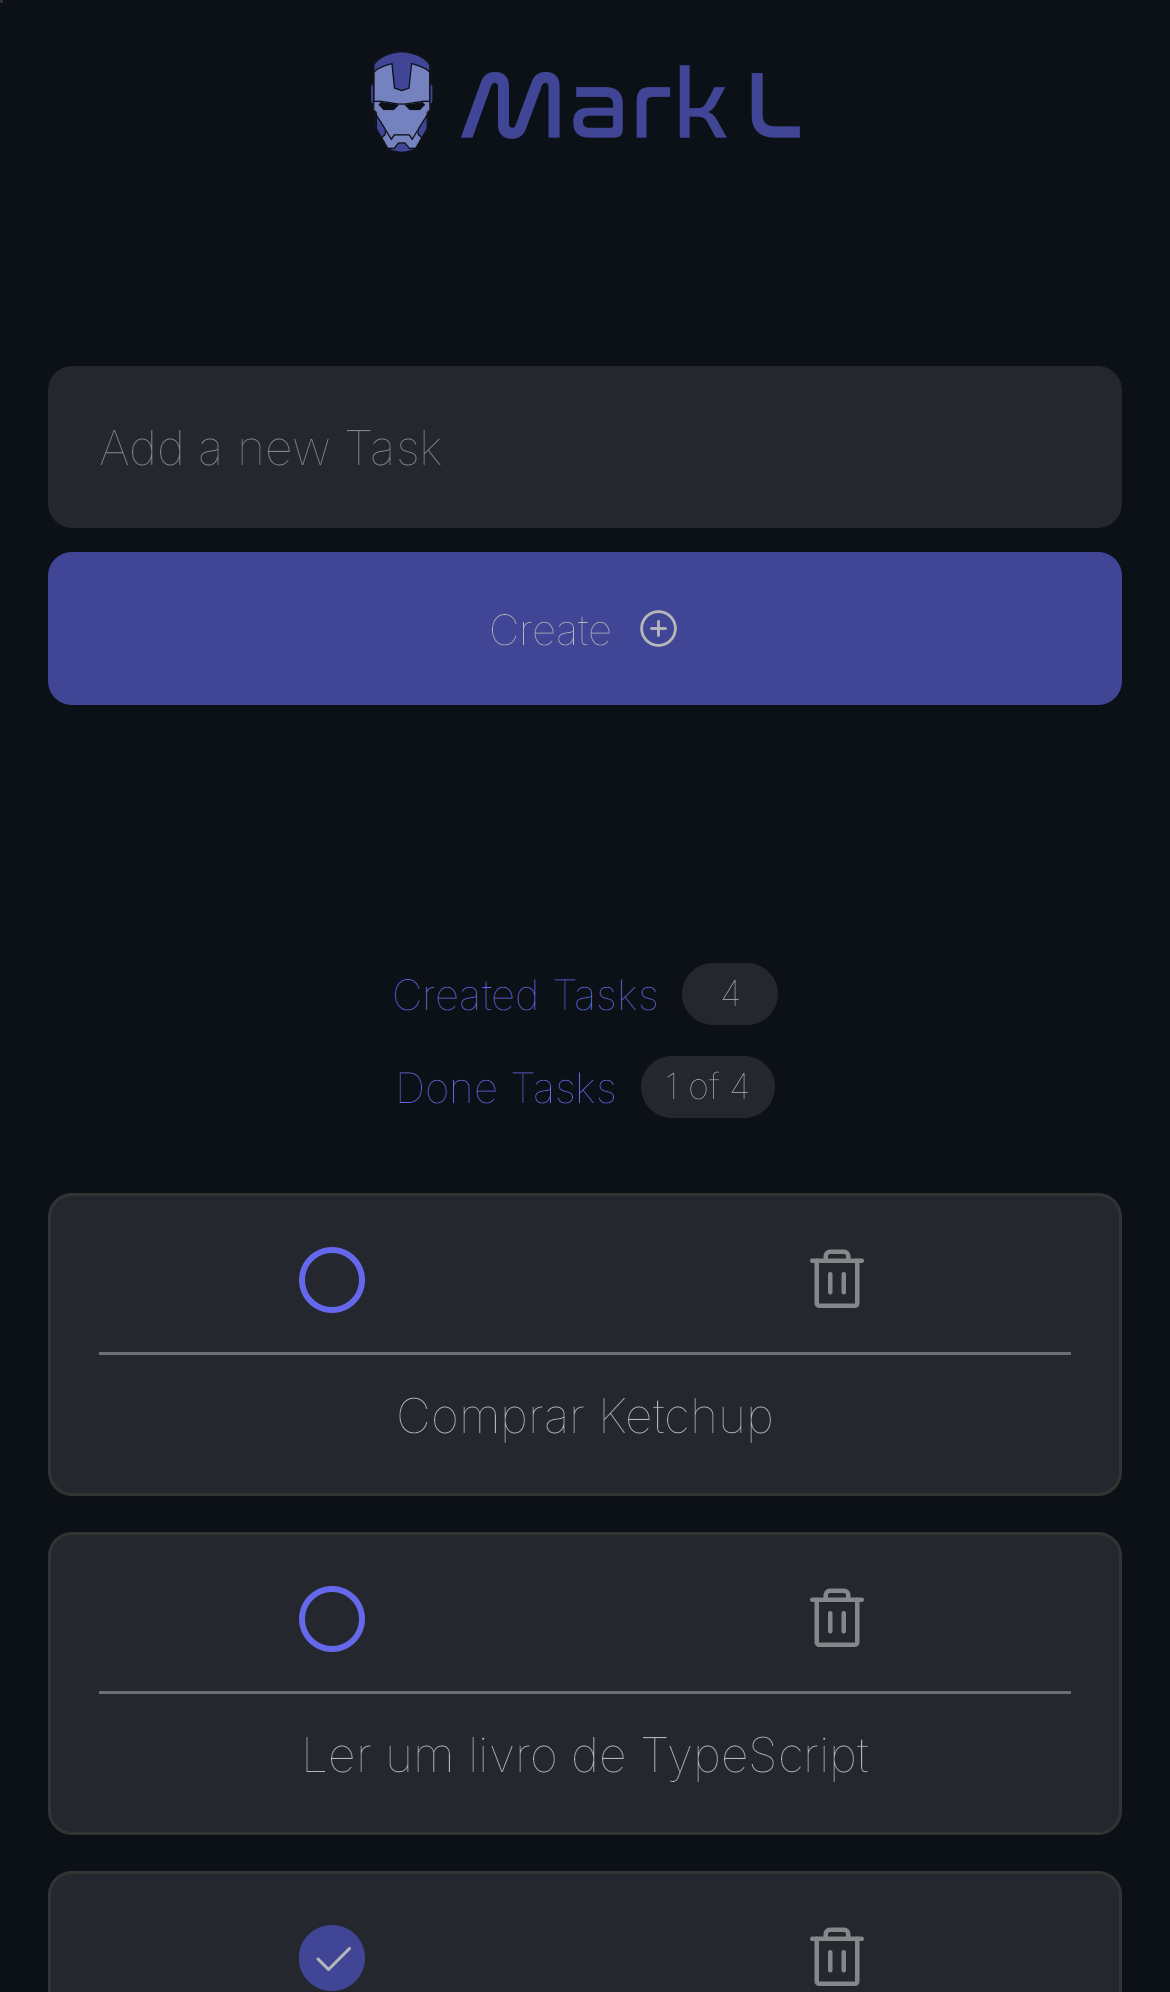 Mark L
Add a new Task
Create
Created Tasks 4
Done Tasks 1 of 4
Comprar Ketchup
Ler um livro de TypeScript